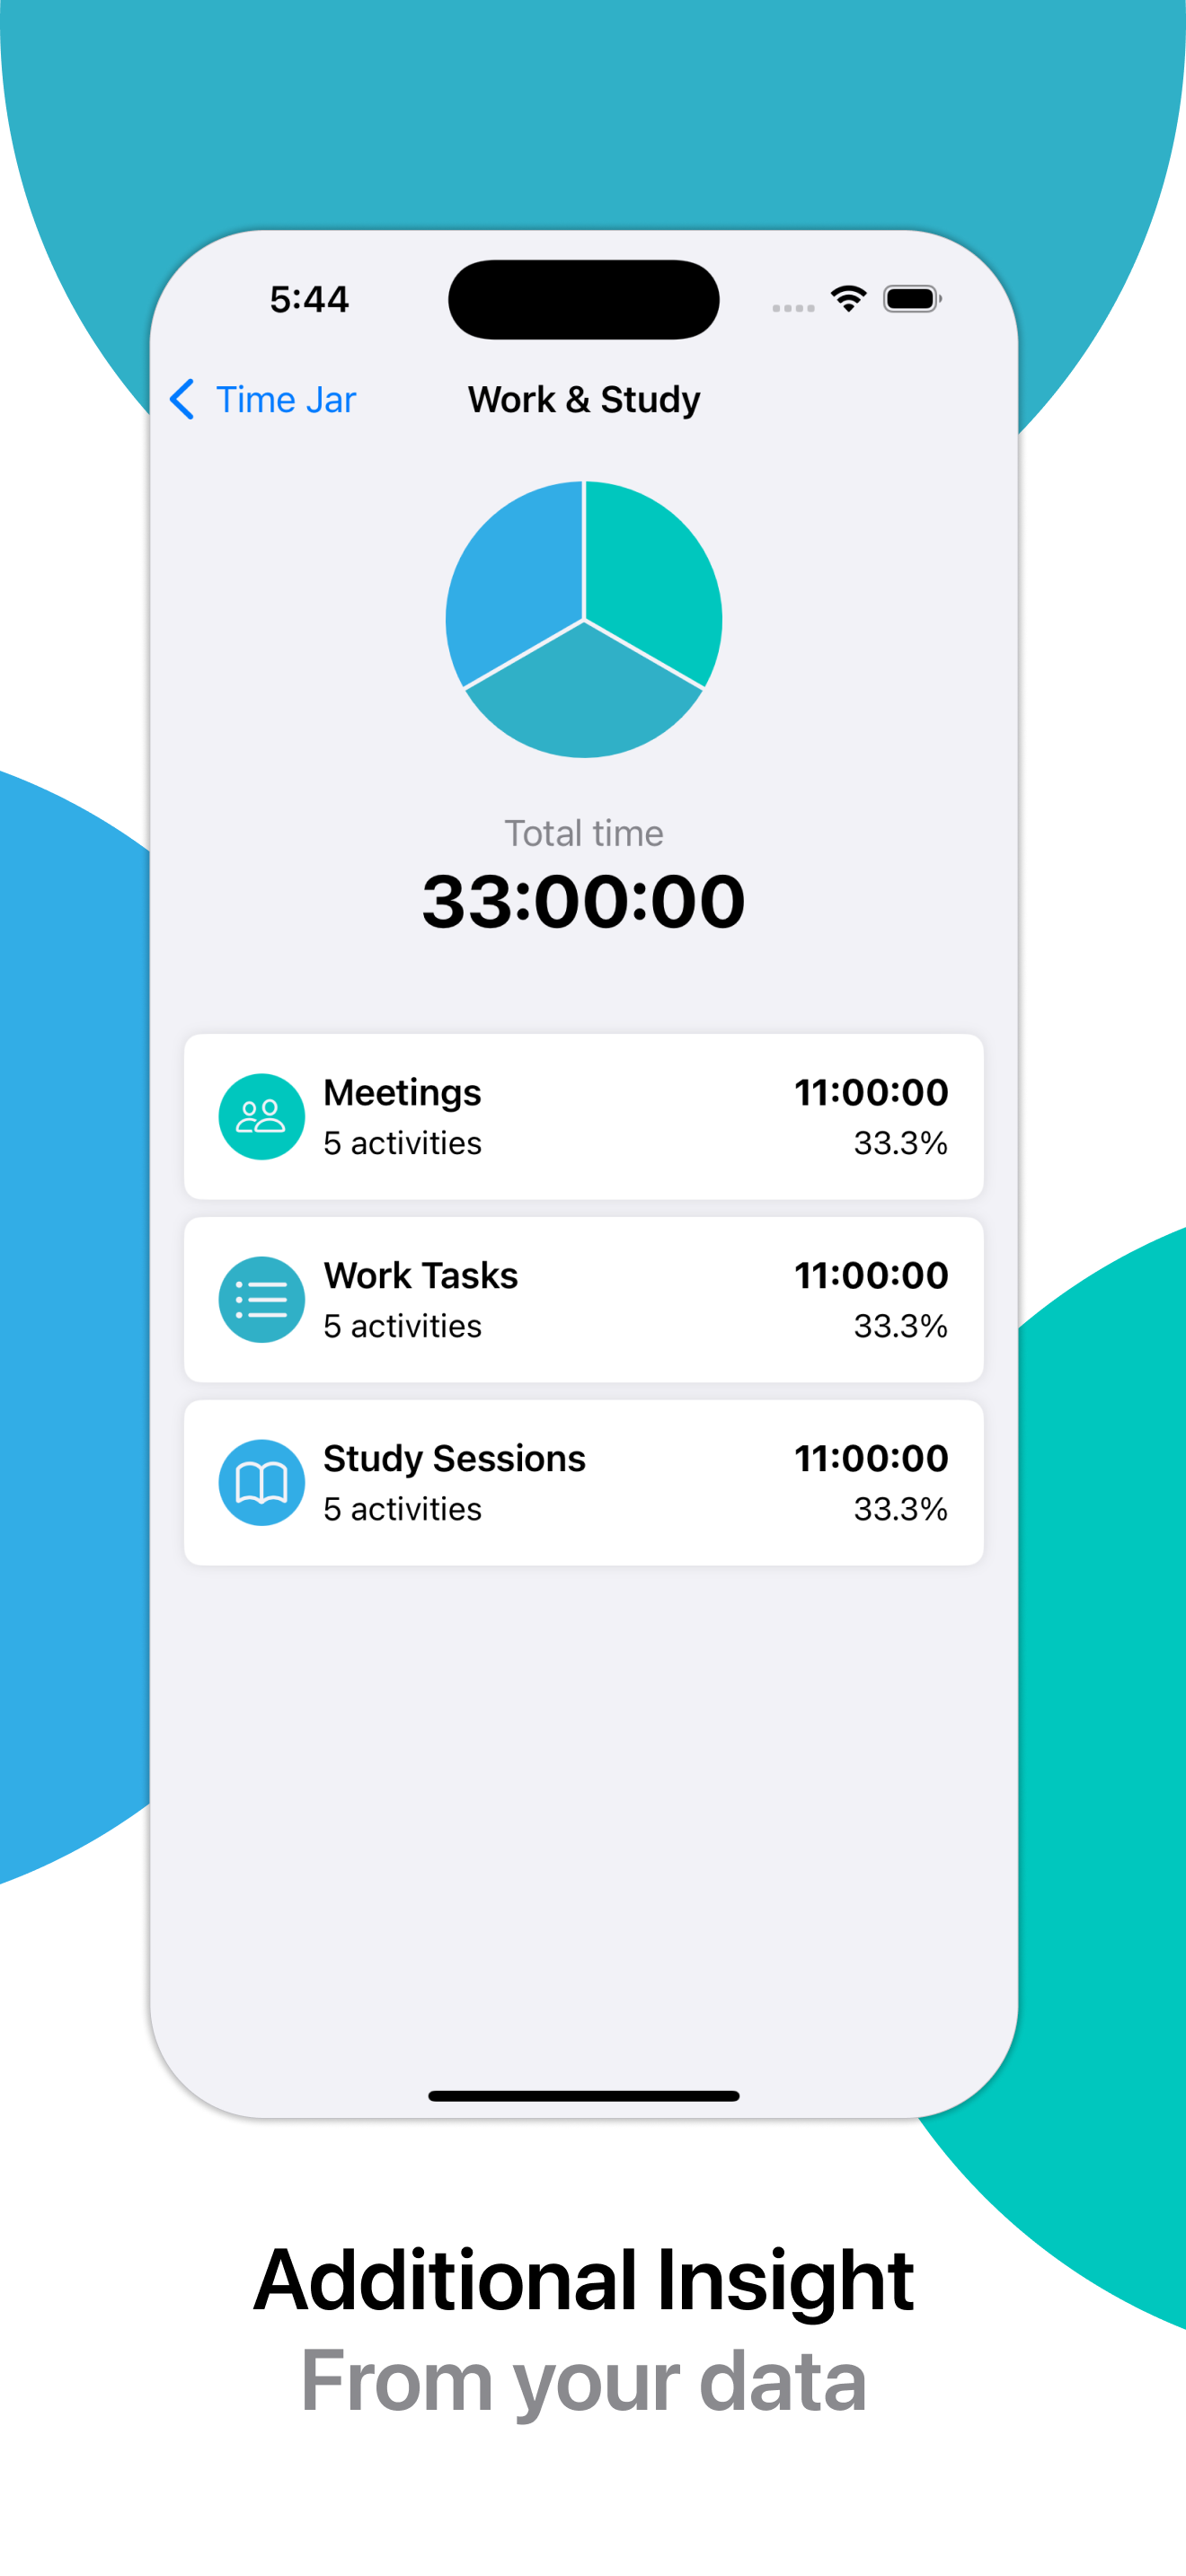 5:44
Time Jar
Work & Study
Total time
33:00:00
Meetings
11:00:00
5 activities
33.3%
Work Tasks
11:00:00
5 activities
33.3%
Study Sessions
11:00:00
5 activities
33.3%
Additional Insight
From your data